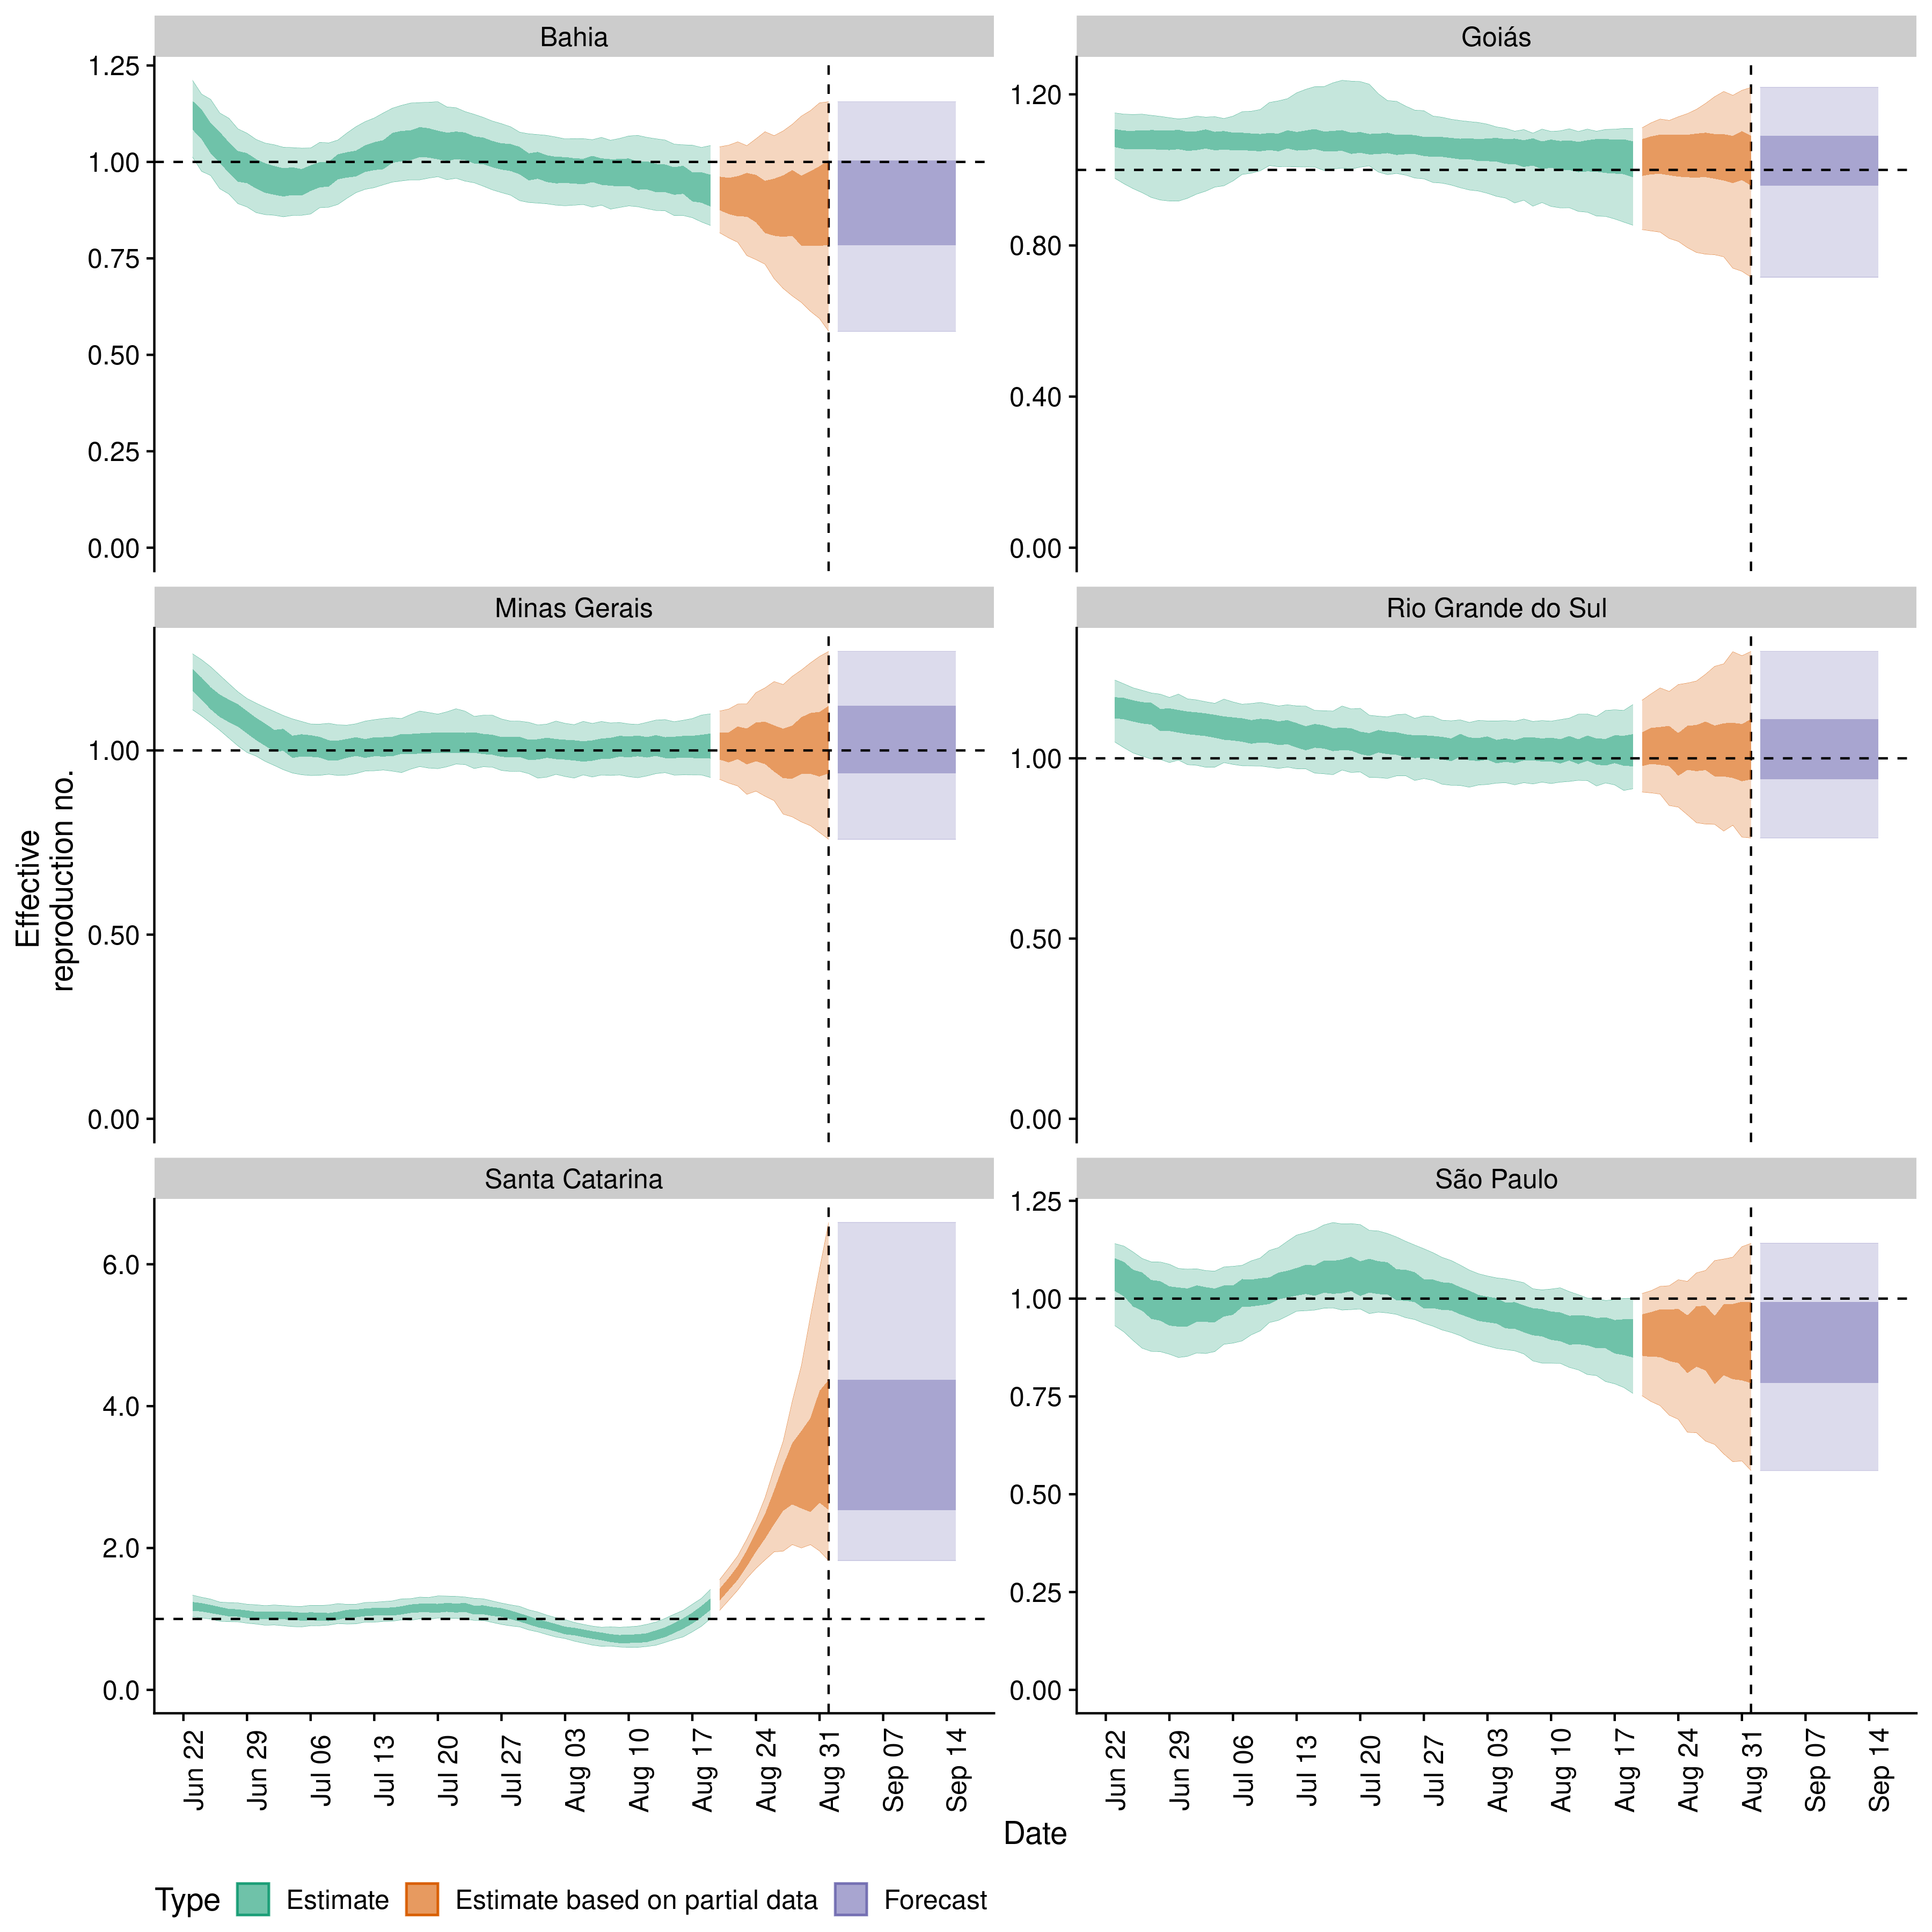 Bahia
Goiás
1.25
1.00
0.75
0.50
0.25
0.00
1.20
0.80
0.40
0.00
Minas Gerais
Rio Grande do Sul
1.00
0.50
0.00
1.00
0.50
0.00
Effective
reproduction no.
Santa Catarina
São Paulo
6.0
4.0
2.0
0.0
1.25
1.00
0.75
0.50
0.25
0.00
Jun 22
Jun 29
Jul 06
Jul 13
Jul 20
Jul 27
Aug 03
Aug 10
Aug 17
Aug 24
Aug 31
Sep 07
Sep 14
Jun 22
Jun 29
Jul 06
Jul 13
Jul 20
Jul 27
Aug 03
Aug 10
Aug 17
Aug 24
Aug 31
Sep 07
Sep 14
Date
Type Estimate Estimate based on partial data Forecast